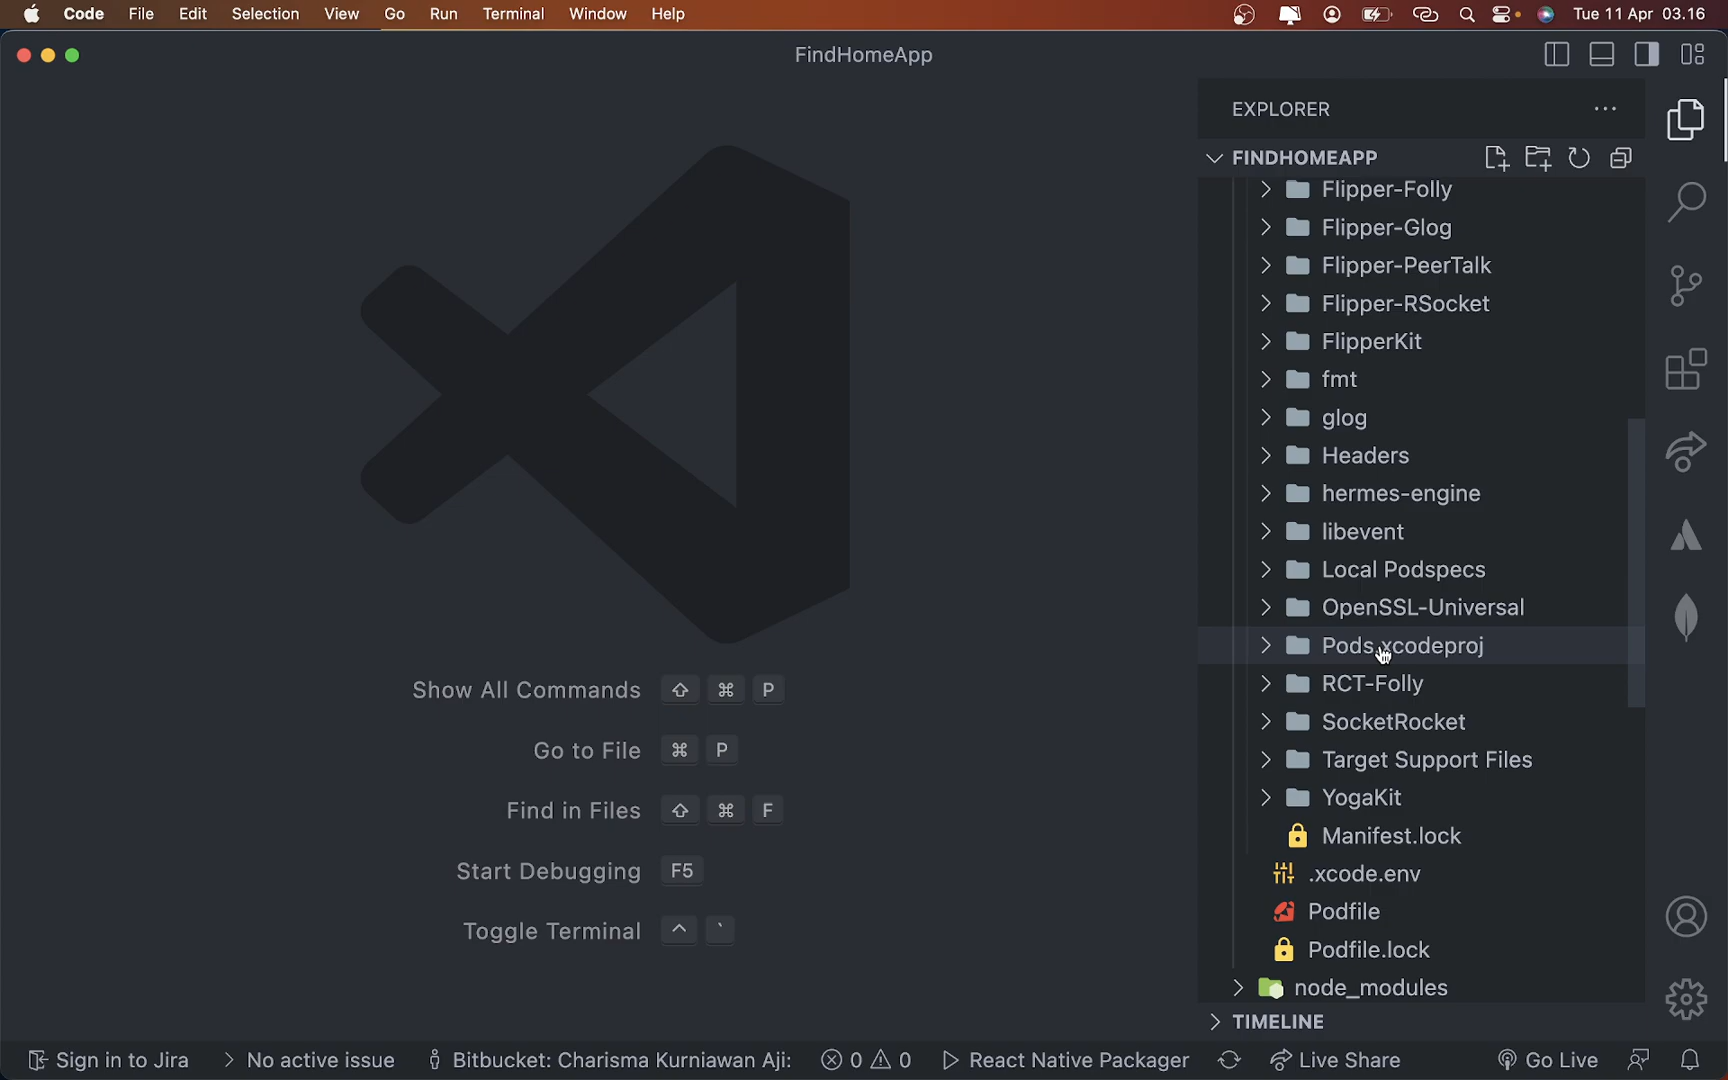 Code File Edit Selection View Go Run Terminal Window Help Tue 11 Apr 03.16
FindHomeApp
EXPLORER
FINDHOMEAPP
Flipper-Folly
Flipper-Glog
Flipper-PeerTalk
Flipper-RSocket
FlipperKit
fmt
glog
Headers
hermes-engine
libevent
Local Podspecs
OpenSSL-Universal
Pods.xcodeproj
RCT-Folly
SocketRocket
Target Support Files
YogaKit
Manifest.lock
.xcode.env
Podfile
Podfile.lock
node_modules
TIMELINE
Show All Commands ⇧ ⌘ P
Go to File ⌘ P
Find in Files ⇧ ⌘ F
Start Debugging F5
Toggle Terminal ^ `
Sign in to Jira No active issue Bitbucket: Charisma Kurniawan Aji: 0 0 React Native Packager Live Share Go Live